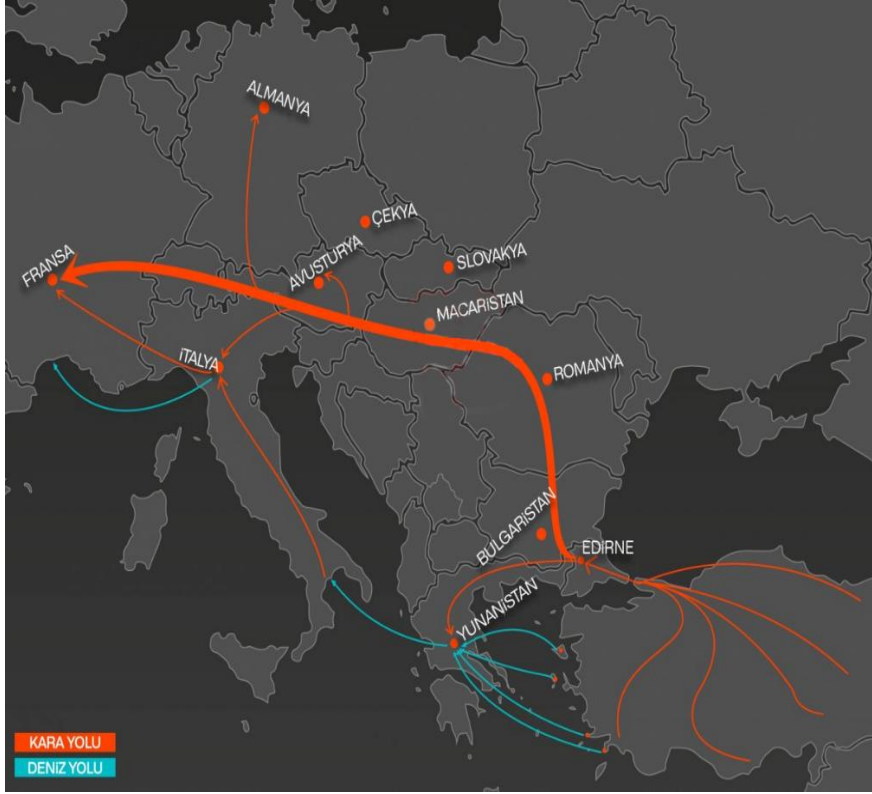 ALMANYA
ÇEKYA
FRANSA
AVUSTURYA
SLOVAKYA
MACARİSTAN
İTALYA
ROMANYA
BULGARİSTAN
EDİRNE
YUNANİSTAN
KARA YOLU
DENİZ YOLU